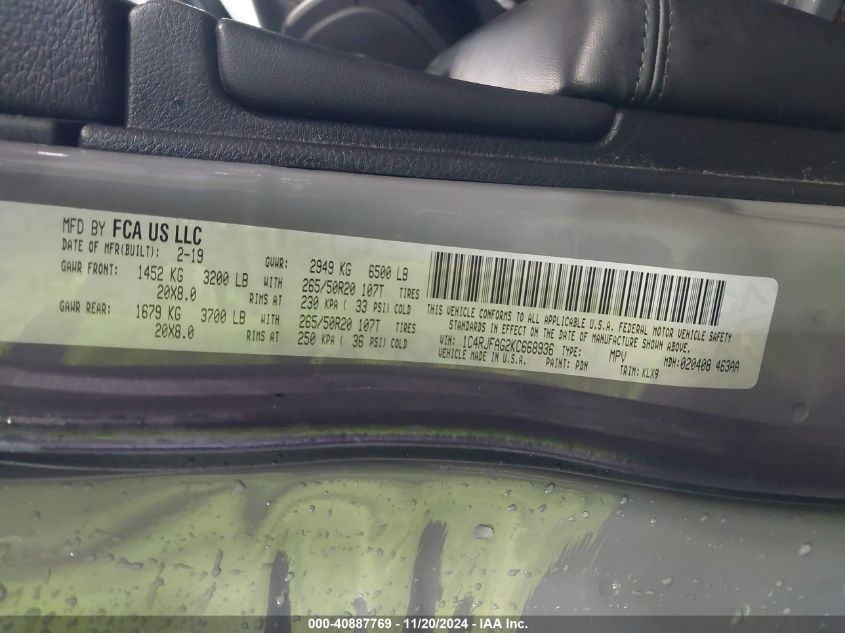 MFD BY FCA US LLC
DATE OF MFR(BUILT): 2-19
GVWR: 2949 KG 6500 LB
GAWR FRONT: 1452 KG 3200 LB WITH 265/50R20 107T TIRES
20X8.0 RIMS AT 230 KPA ( 33 PSI) COLD
GAWR REAR: 1679 KG 3700 LB WITH 265/50R20 107T TIRES
20X8.0 RIMS AT 250 KPA ( 36 PSI) COLD
THIS VEHICLE CONFORMS TO ALL APPLICABLE U.S.A. FEDERAL MOTOR VEHICLE SAFETY
STANDARDS IN EFFECT ON THE DATE OF MANUFACTURE SHOWN ABOVE.
VIN: 1C4RJFAG2KC668936 TYPE: MPV MDH:020408 463AA
VEHICLE MADE IN U.S.A. PAINT: PDN TRIM: KLX9
000-40887769 - 11/20/2024 - IAAI.com